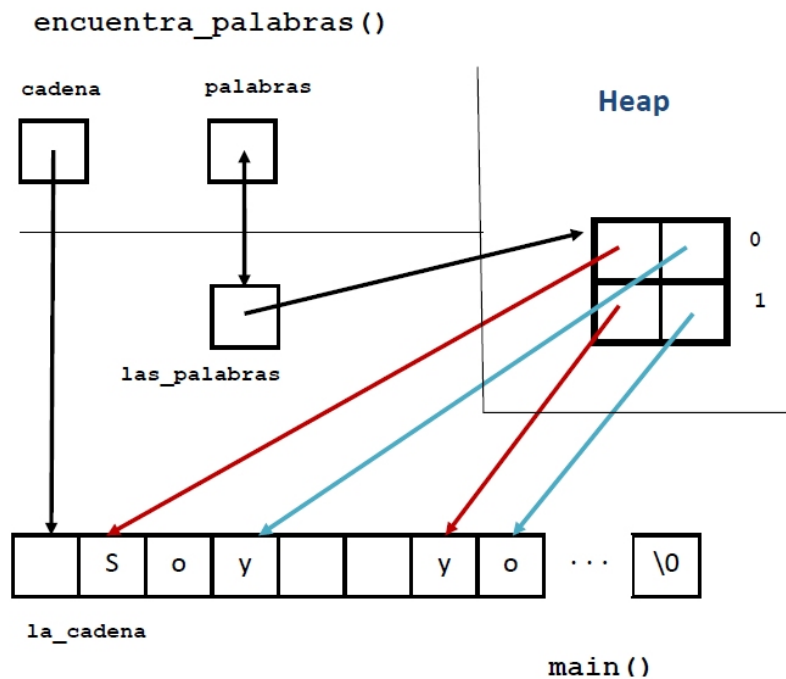 encuentra_palabras()
cadena
palabras
Heap
0
1
las_palabras
S o y y o ... \0
la_cadena
main()